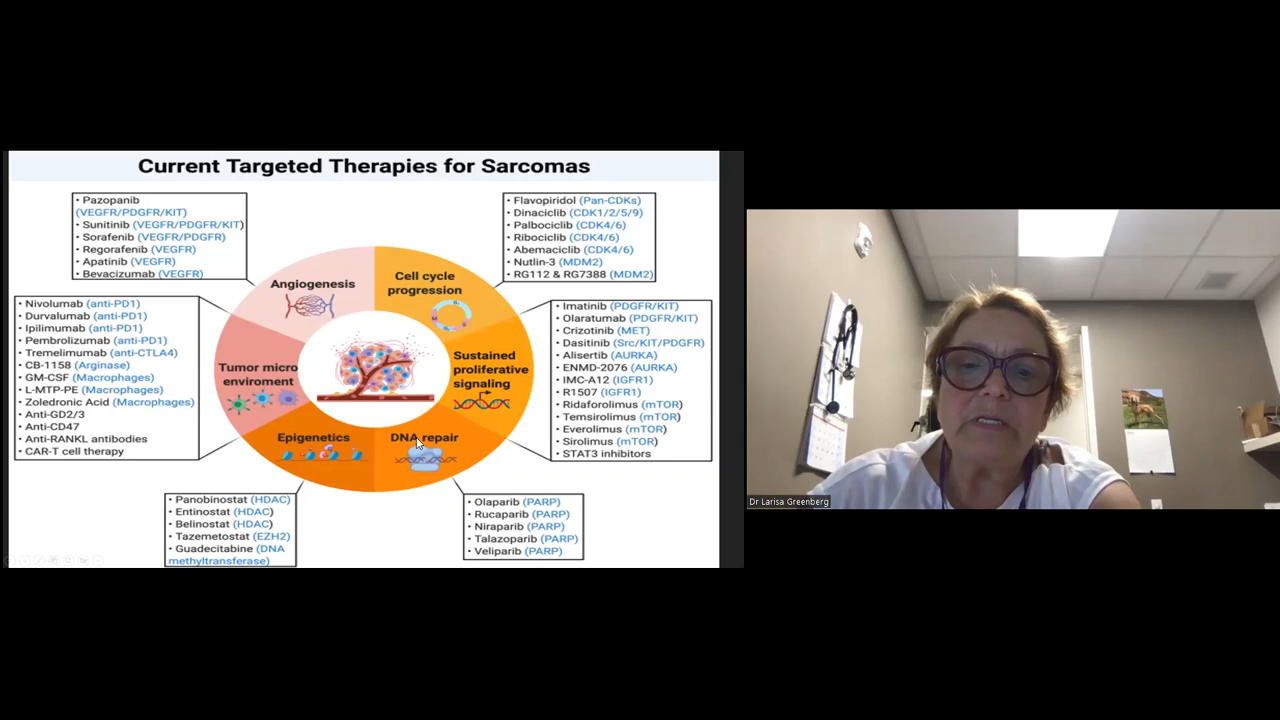 Current Targeted Therapies for Sarcomas
• Pazopanib
(VEGFR/PDGFR/KIT)
• Sunitinib (VEGFR/PDGFR/KIT)
• Sorafenib (VEGFR/PDGFR)
• Regorafenib (VEGFR)
• Apatinib (VEGFR)
• Bevacizumab (VEGFR)
• Flavopiridol (Pan-CDKs)
• Dinaciclib (CDK1/2/5/9)
• Palbociclib (CDK4/6)
• Ribociclib (CDK4/6)
• Abemaciclib (CDK4/6)
• Nutlin-3 (MDM2)
• RG112 & RG7388 (MDM2)
Angiogenesis
Cell cycle
progression
• Nivolumab (anti-PD1)
• Durvalumab (anti-PD1)
• Ipilimumab (anti-PD1)
• Pembrolizumab (anti-PD1)
• Tremelimumab (anti-CTLA4)
• CB-1158 (Arginase)
• GM-CSF (Macrophages)
• L-MTP-PE (Macrophages)
• Zoledronic Acid (Macrophages)
• Anti-GD2/3
• Anti-CD47
• Anti-RANKL antibodies
• CAR-T cell therapy
Tumor micro
enviroment
Sustained
proliferative
signaling
• Imatinib (PDGFR/KIT)
• Olaratumab (PDGFR/KIT)
• Crizotinib (MET)
• Dasitinib (Src/KIT/PDGFR)
• Alisertib (AURKA)
• ENMD-2076 (AURKA)
• IMC-A12 (IGFR1)
• R1507 (IGFR1)
• Ridaforolimus (mTOR)
• Temsirolimus (mTOR)
• Everolimus (mTOR)
• Sirolimus (mTOR)
• STAT3 inhibitors
Epigenetics
DNA repair
• Panobinostat (HDAC)
• Entinostat (HDAC)
• Belinostat (HDAC)
• Tazemetostat (EZH2)
• Guadecitabine (DNA
methyltransferase)
• Olaparib (PARP)
• Rucaparib (PARP)
• Niraparib (PARP)
• Talazoparib (PARP)
• Veliparib (PARP)
Dr Larisa Greenberg